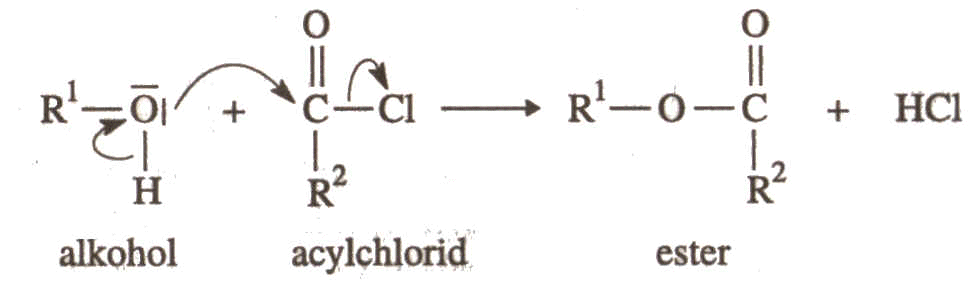 O O
R¹—O + C—Cl → R¹—O—C + HCl
H R² R²
alkohol acylchlorid ester